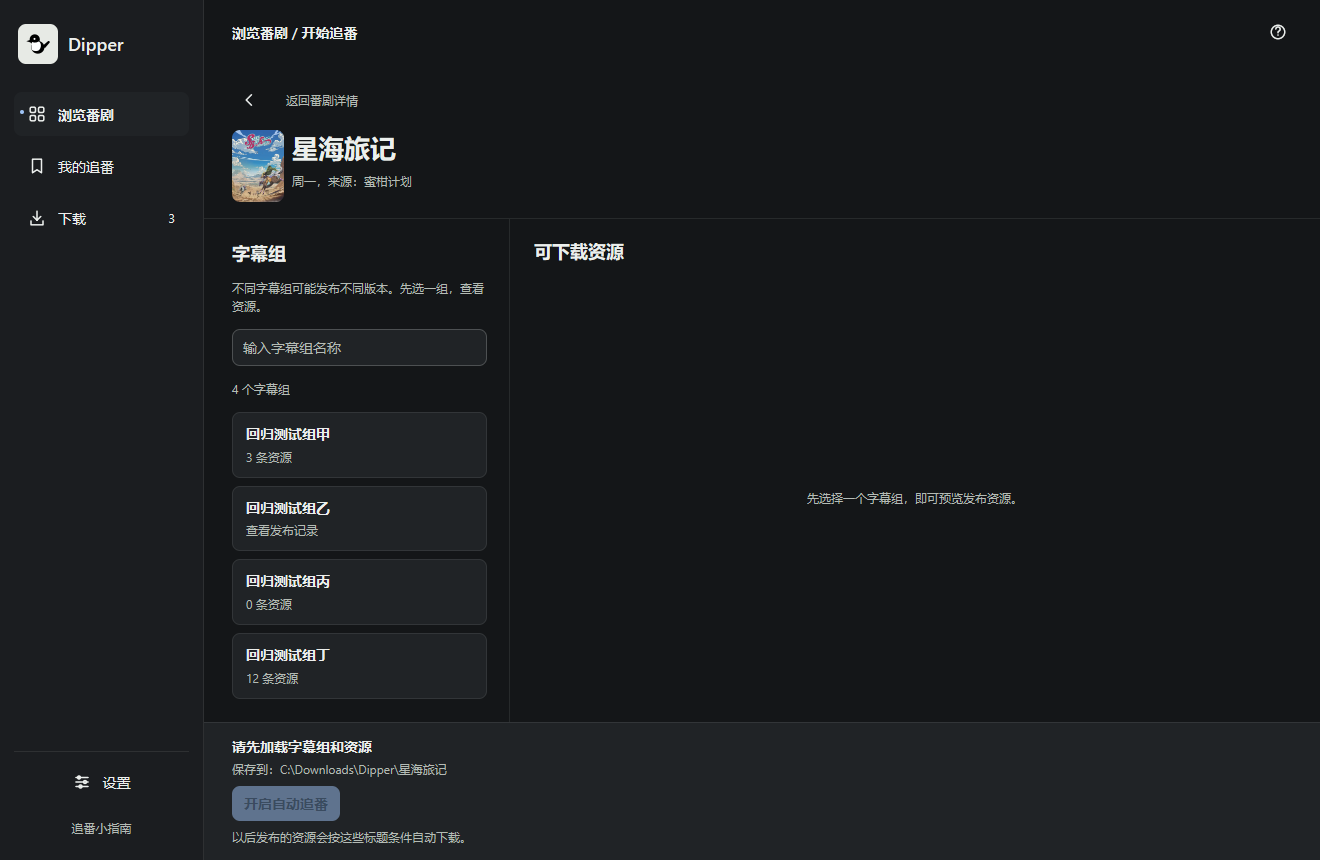 Dipper
浏览番剧
我的追番
下载 3
设置
追番小指南
浏览番剧 / 开始追番
返回番剧详情
星海旅记
周一，来源：蜜柑计划
字幕组
不同字幕组可能发布不同版本。先选一组，查看
资源。
输入字幕组名称
4 个字幕组
回归测试组甲
3 条资源
回归测试组乙
查看发布记录
回归测试组丙
0 条资源
回归测试组丁
12 条资源
可下载资源
先选择一个字幕组，即可预览发布资源。
请先加载字幕组和资源
保存到：C:\Downloads\Dipper\星海旅记
开启自动追番
以后发布的资源会按这些标题条件自动下载。